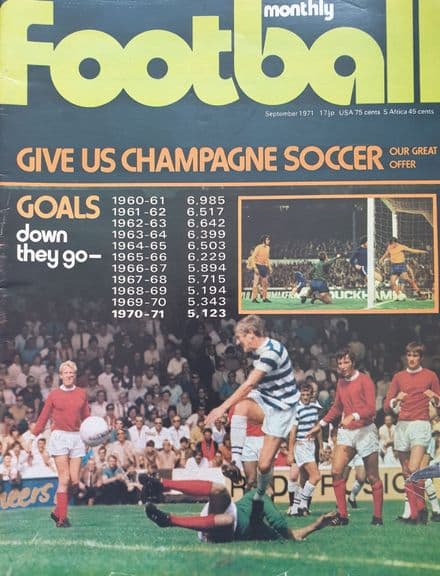 monthly
Football
September 1971 17½p USA 75 cents S Africa 45 cents
GIVE US CHAMPAGNE SOCCER OUR GREAT
OFFER
GOALS
down
they go—
1960-61 6,985
1961-62 6,517
1962-63 6,642
1963-64 6,399
1964-65 6,503
1965-66 6,229
1966-67 5,894
1967-68 5,715
1968-69 5,194
1969-70 5,343
1970-71 5,123
DUCKHAM
eers